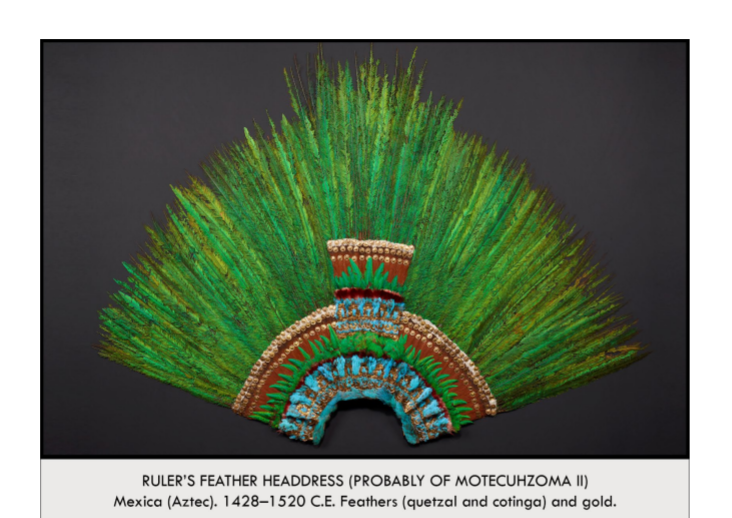 RULER'S FEATHER HEADDRESS (PROBABLY OF MOTECUHZOMA II)
Mexica (Aztec). 1428–1520 C.E. Feathers (quetzal and cotinga) and gold.